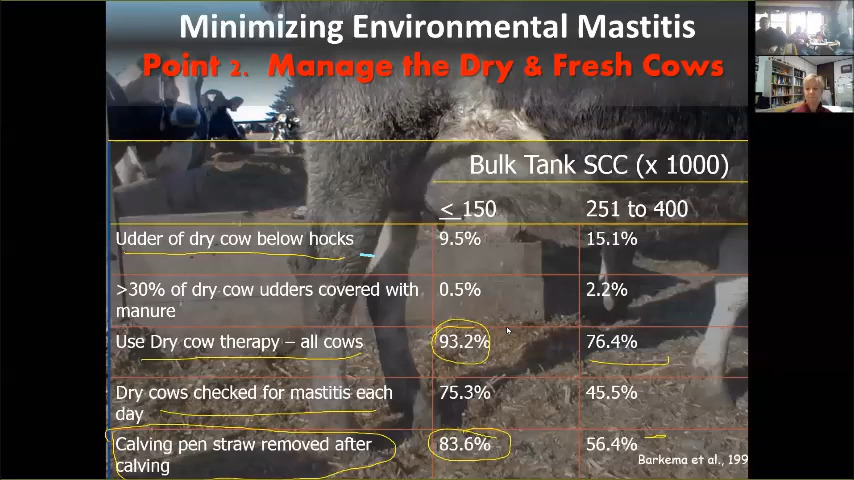 Minimizing Environmental Mastitis
Point 2. Manage the Dry & Fresh Cows
Bulk Tank SCC (x 1000)
< 150 251 to 400
Udder of dry cow below hocks 9.5% 15.1%
>30% of dry cow udders covered with 0.5% 2.2%
manure
Use Dry cow therapy – all cows 93.2% 76.4%
Dry cows checked for mastitis each 75.3% 45.5%
day
Calving pen straw removed after 83.6% 56.4%
calving
Barkema et al., 199